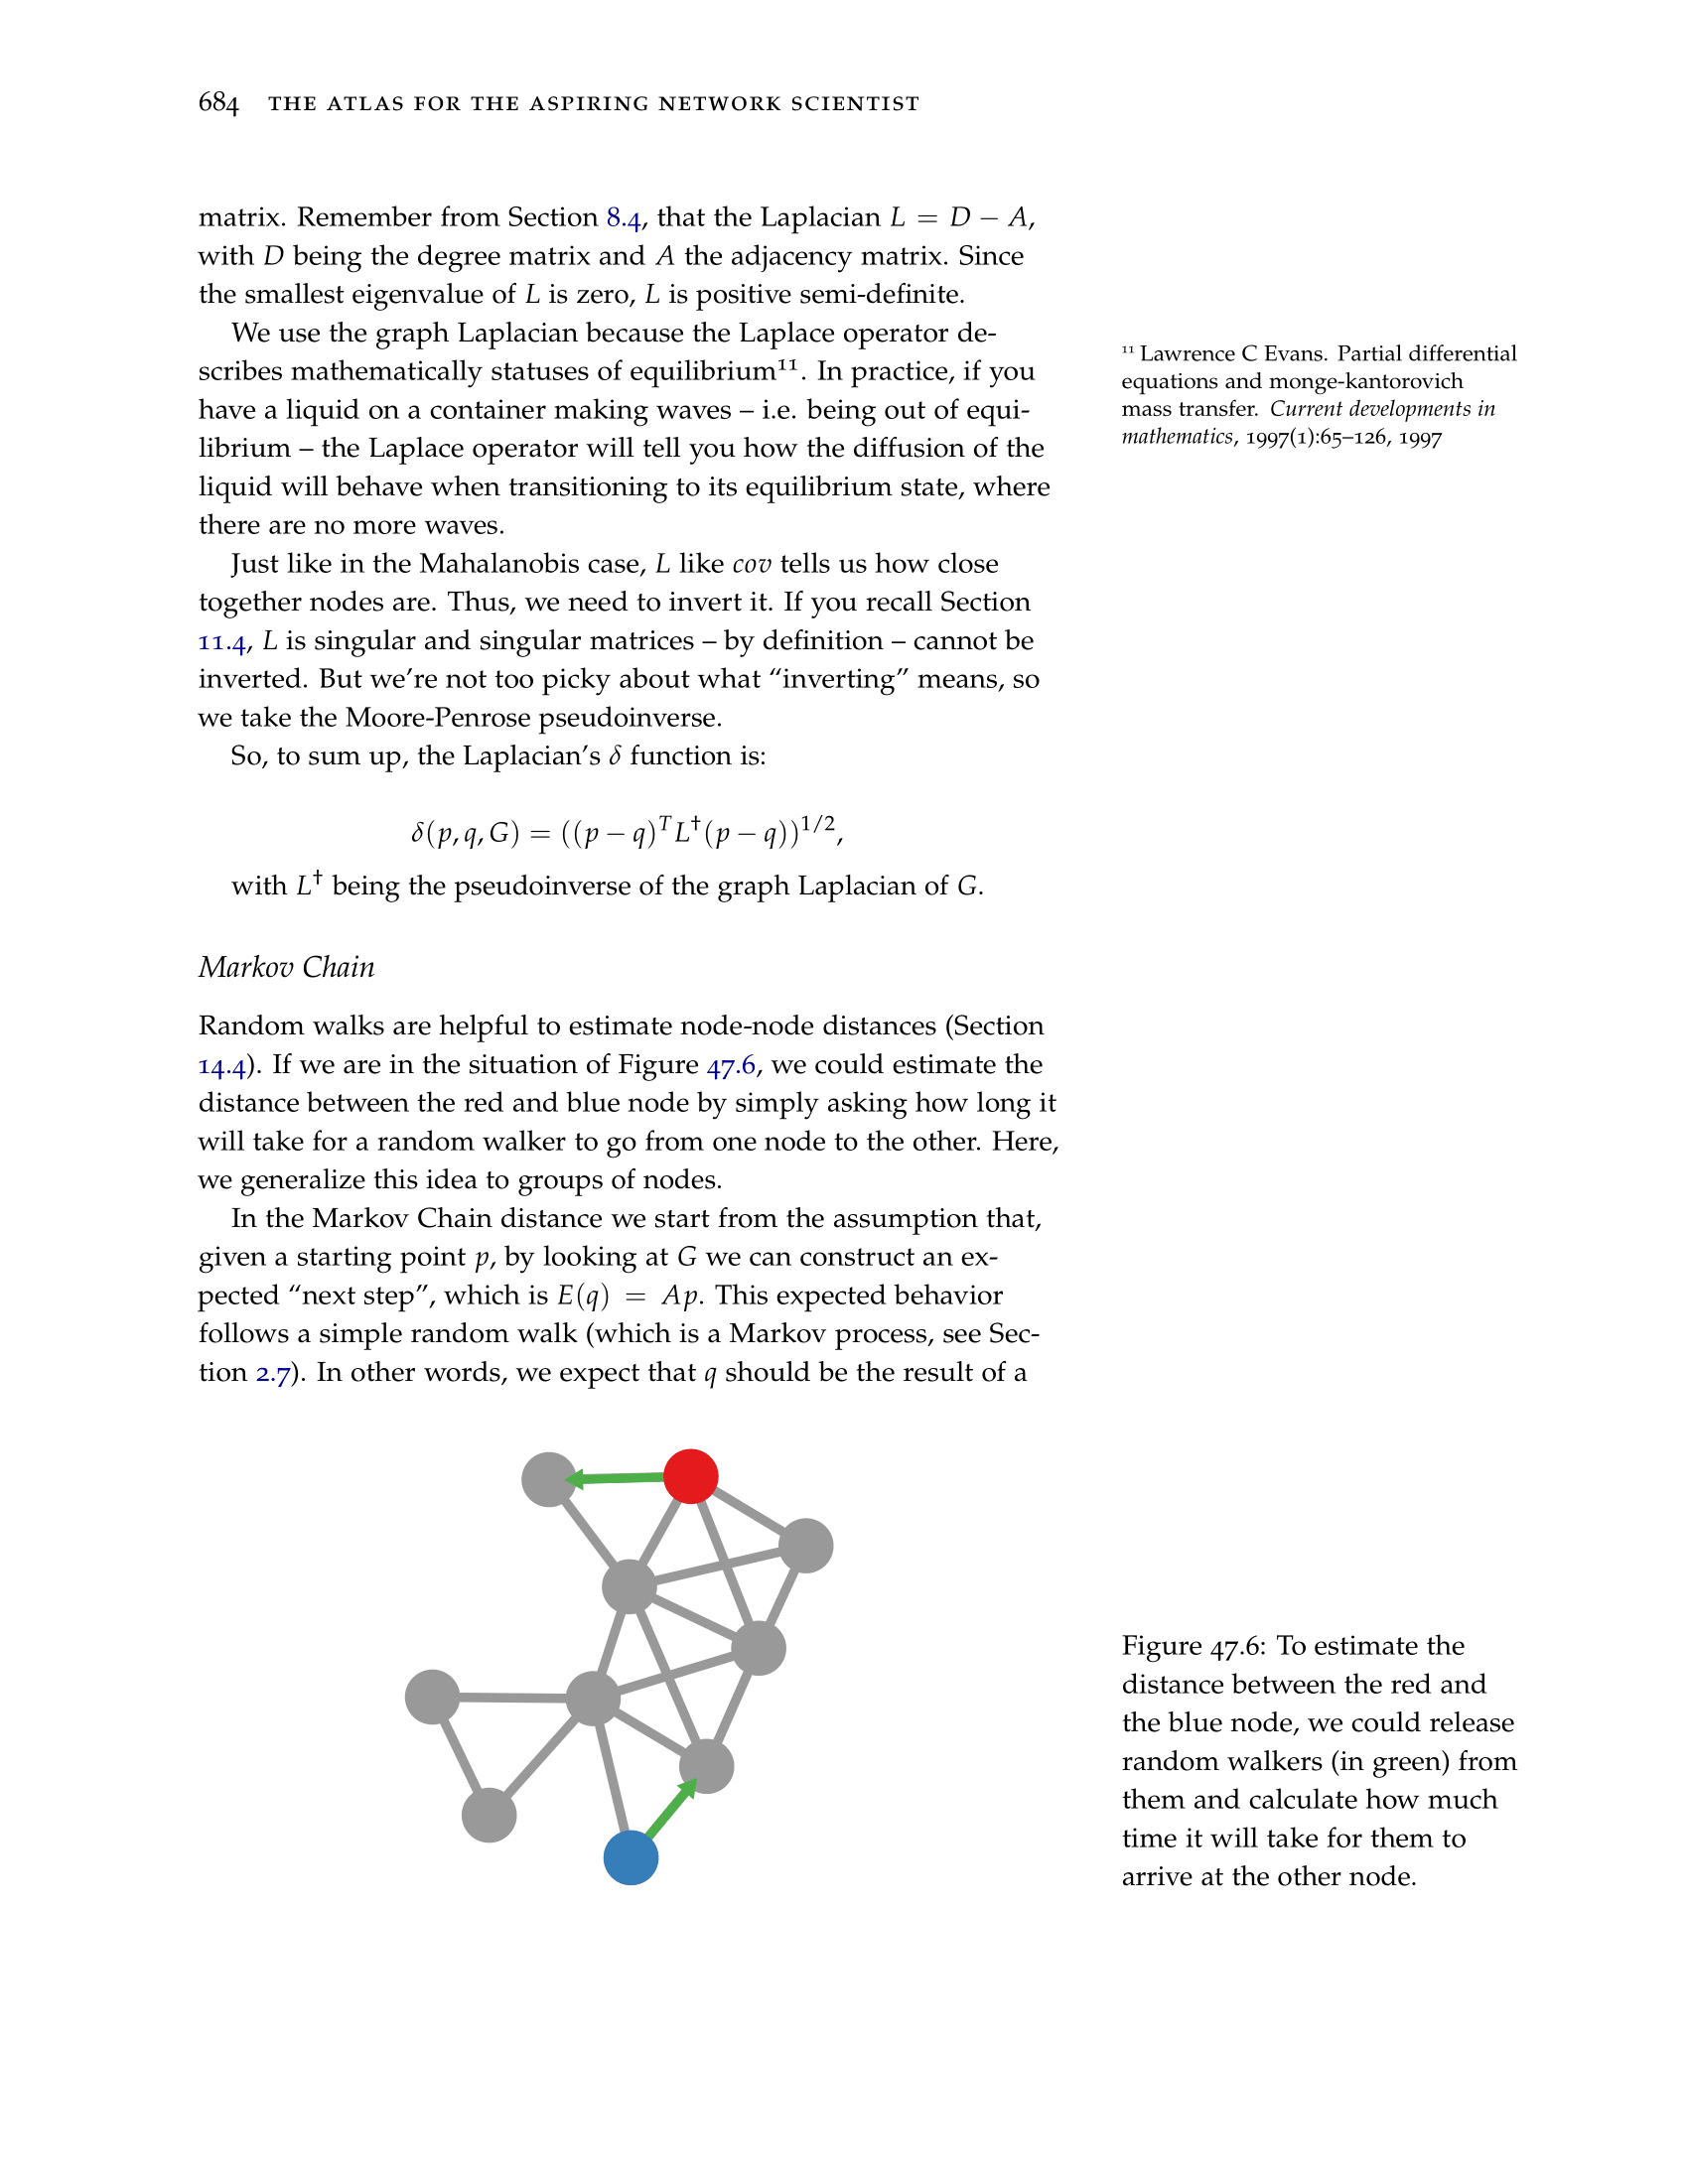 684 THE ATLAS FOR THE ASPIRING NETWORK SCIENTIST
matrix. Remember from Section 8.4, that the Laplacian L = D − A,
with D being the degree matrix and A the adjacency matrix. Since
the smallest eigenvalue of L is zero, L is positive semi-definite.
We use the graph Laplacian because the Laplace operator de-
scribes mathematically statuses of equilibrium¹¹. In practice, if you
have a liquid on a container making waves – i.e. being out of equi-
librium – the Laplace operator will tell you how the diffusion of the
liquid will behave when transitioning to its equilibrium state, where
there are no more waves.
Just like in the Mahalanobis case, L like cov tells us how close
together nodes are. Thus, we need to invert it. If you recall Section
11.4, L is singular and singular matrices – by definition – cannot be
inverted. But we’re not too picky about what “inverting” means, so
we take the Moore-Penrose pseudoinverse.
So, to sum up, the Laplacian’s δ function is:
δ(p, q, G) = ((p − q)ᵀL†(p − q))¹/²,
with L† being the pseudoinverse of the graph Laplacian of G.
¹¹ Lawrence C Evans. Partial differential
equations and monge-kantorovich
mass transfer. Current developments in
mathematics, 1997(1):65–126, 1997
Markov Chain
Random walks are helpful to estimate node-node distances (Section
14.4). If we are in the situation of Figure 47.6, we could estimate the
distance between the red and blue node by simply asking how long it
will take for a random walker to go from one node to the other. Here,
we generalize this idea to groups of nodes.
In the Markov Chain distance we start from the assumption that,
given a starting point p, by looking at G we can construct an ex-
pected “next step”, which is E(q) = Ap. This expected behavior
follows a simple random walk (which is a Markov process, see Sec-
tion 2.7). In other words, we expect that q should be the result of a
Figure 47.6: To estimate the
distance between the red and
the blue node, we could release
random walkers (in green) from
them and calculate how much
time it will take for them to
arrive at the other node.